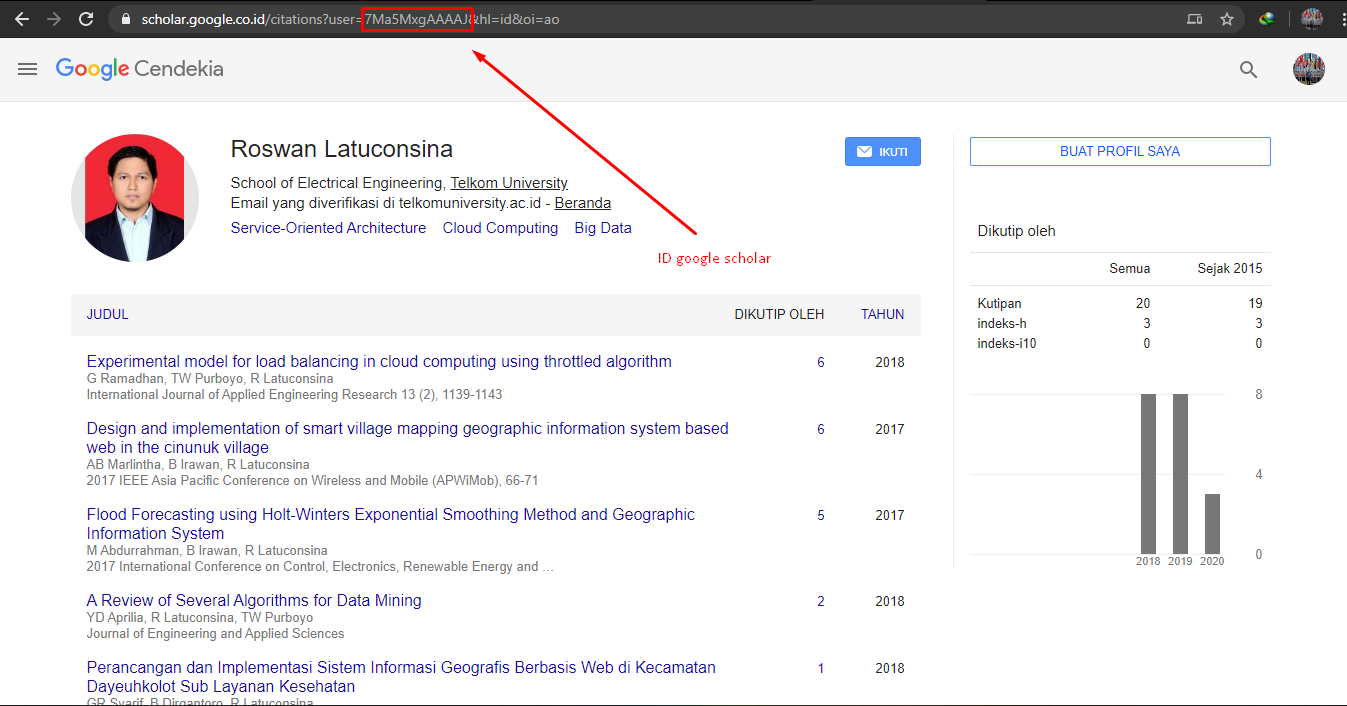 scholar.google.co.id/citations?user=7Ma5MxgAAAAJ&hl=id&oi=ao
Google Cendekia
Roswan Latuconsina
IKUTI
School of Electrical Engineering, Telkom University
Email yang diverifikasi di telkomuniversity.ac.id - Beranda
Service-Oriented Architecture Cloud Computing Big Data
ID google scholar
BUAT PROFIL SAYA
Dikutip oleh
Semua Sejak 2015
Kutipan 20 19
indeks-h 3 3
indeks-i10 0 0
8
4
0
2018 2019 2020
JUDUL DIKUTIP OLEH TAHUN
Experimental model for load balancing in cloud computing using throttled algorithm 6 2018
G Ramadhan, TW Purboyo, R Latuconsina
International Journal of Applied Engineering Research 13 (2), 1139-1143
Design and implementation of smart village mapping geographic information system based 6 2017
web in the cinunuk village
AB Marlintha, B Irawan, R Latuconsina
2017 IEEE Asia Pacific Conference on Wireless and Mobile (APWiMob), 66-71
Flood Forecasting using Holt-Winters Exponential Smoothing Method and Geographic 5 2017
Information System
M Abdurrahman, B Irawan, R Latuconsina
2017 International Conference on Control, Electronics, Renewable Energy and …
A Review of Several Algorithms for Data Mining 2 2018
YD Aprilia, R Latuconsina, TW Purboyo
Journal of Engineering and Applied Sciences
Perancangan dan Implementasi Sistem Informasi Geografis Berbasis Web di Kecamatan 1 2018
Dayeuhkolot Sub Layanan Kesehatan
GR Syarif, B Dirgantoro, R Latuconsina